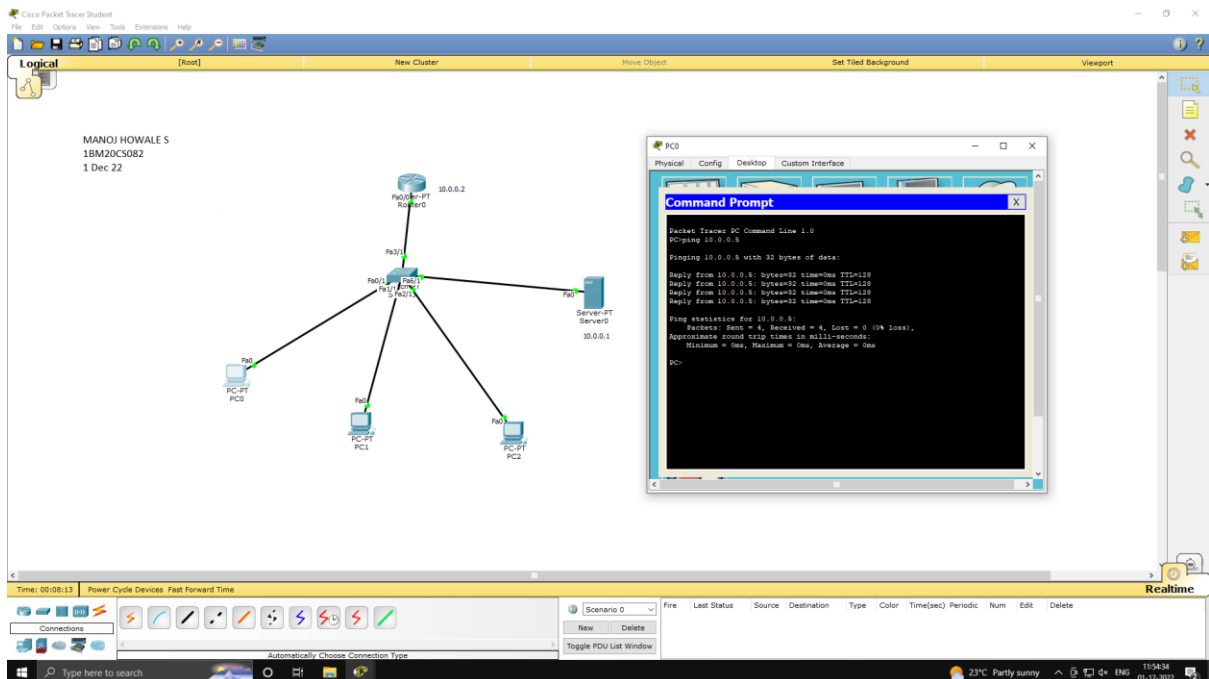 Cisco Packet Tracer Student
File Edit Options View Tools Extensions Help
Logical [Root] New Cluster Move Object Set Tiled Background Viewport
MANOJ HOWALE S
1BM20CS082
1 Dec 22
10.0.0.2
Router0
Fa3/1
Fa0/1 Fa6/1
Fa2/1
Fa0
Server-PT
Server0
10.0.0.1
Fa0
PC-PT
PC0
Fa0
PC-PT
PC1
Fa0
PC-PT
PC2
PC0
Physical Config Desktop Custom Interface
Command Prompt X
Packet Tracer PC Command Line 1.0
PC>ping 10.0.0.5
Pinging 10.0.0.5 with 32 bytes of data:
Reply from 10.0.0.5: bytes=32 time=0ms TTL=128
Reply from 10.0.0.5: bytes=32 time=0ms TTL=128
Reply from 10.0.0.5: bytes=32 time=0ms TTL=128
Reply from 10.0.0.5: bytes=32 time=0ms TTL=128
Ping statistics for 10.0.0.5:
Packets: Sent = 4, Received = 4, Lost = 0 (0% loss),
Approximate round trip times in milli-seconds:
Minimum = 0ms, Maximum = 0ms, Average = 0ms
PC>
Time: 00:08:13 Power Cycle Devices Fast Forward Time Realtime
Connections
Automatically Choose Connection Type
Scenario 0
New Delete
Toggle PDU List Window
Fire Last Status Source Destination Type Color Time(sec) Periodic Num Edit Delete
Type here to search
23°C Partly sunny ENG
11:54:34
01-12-2022